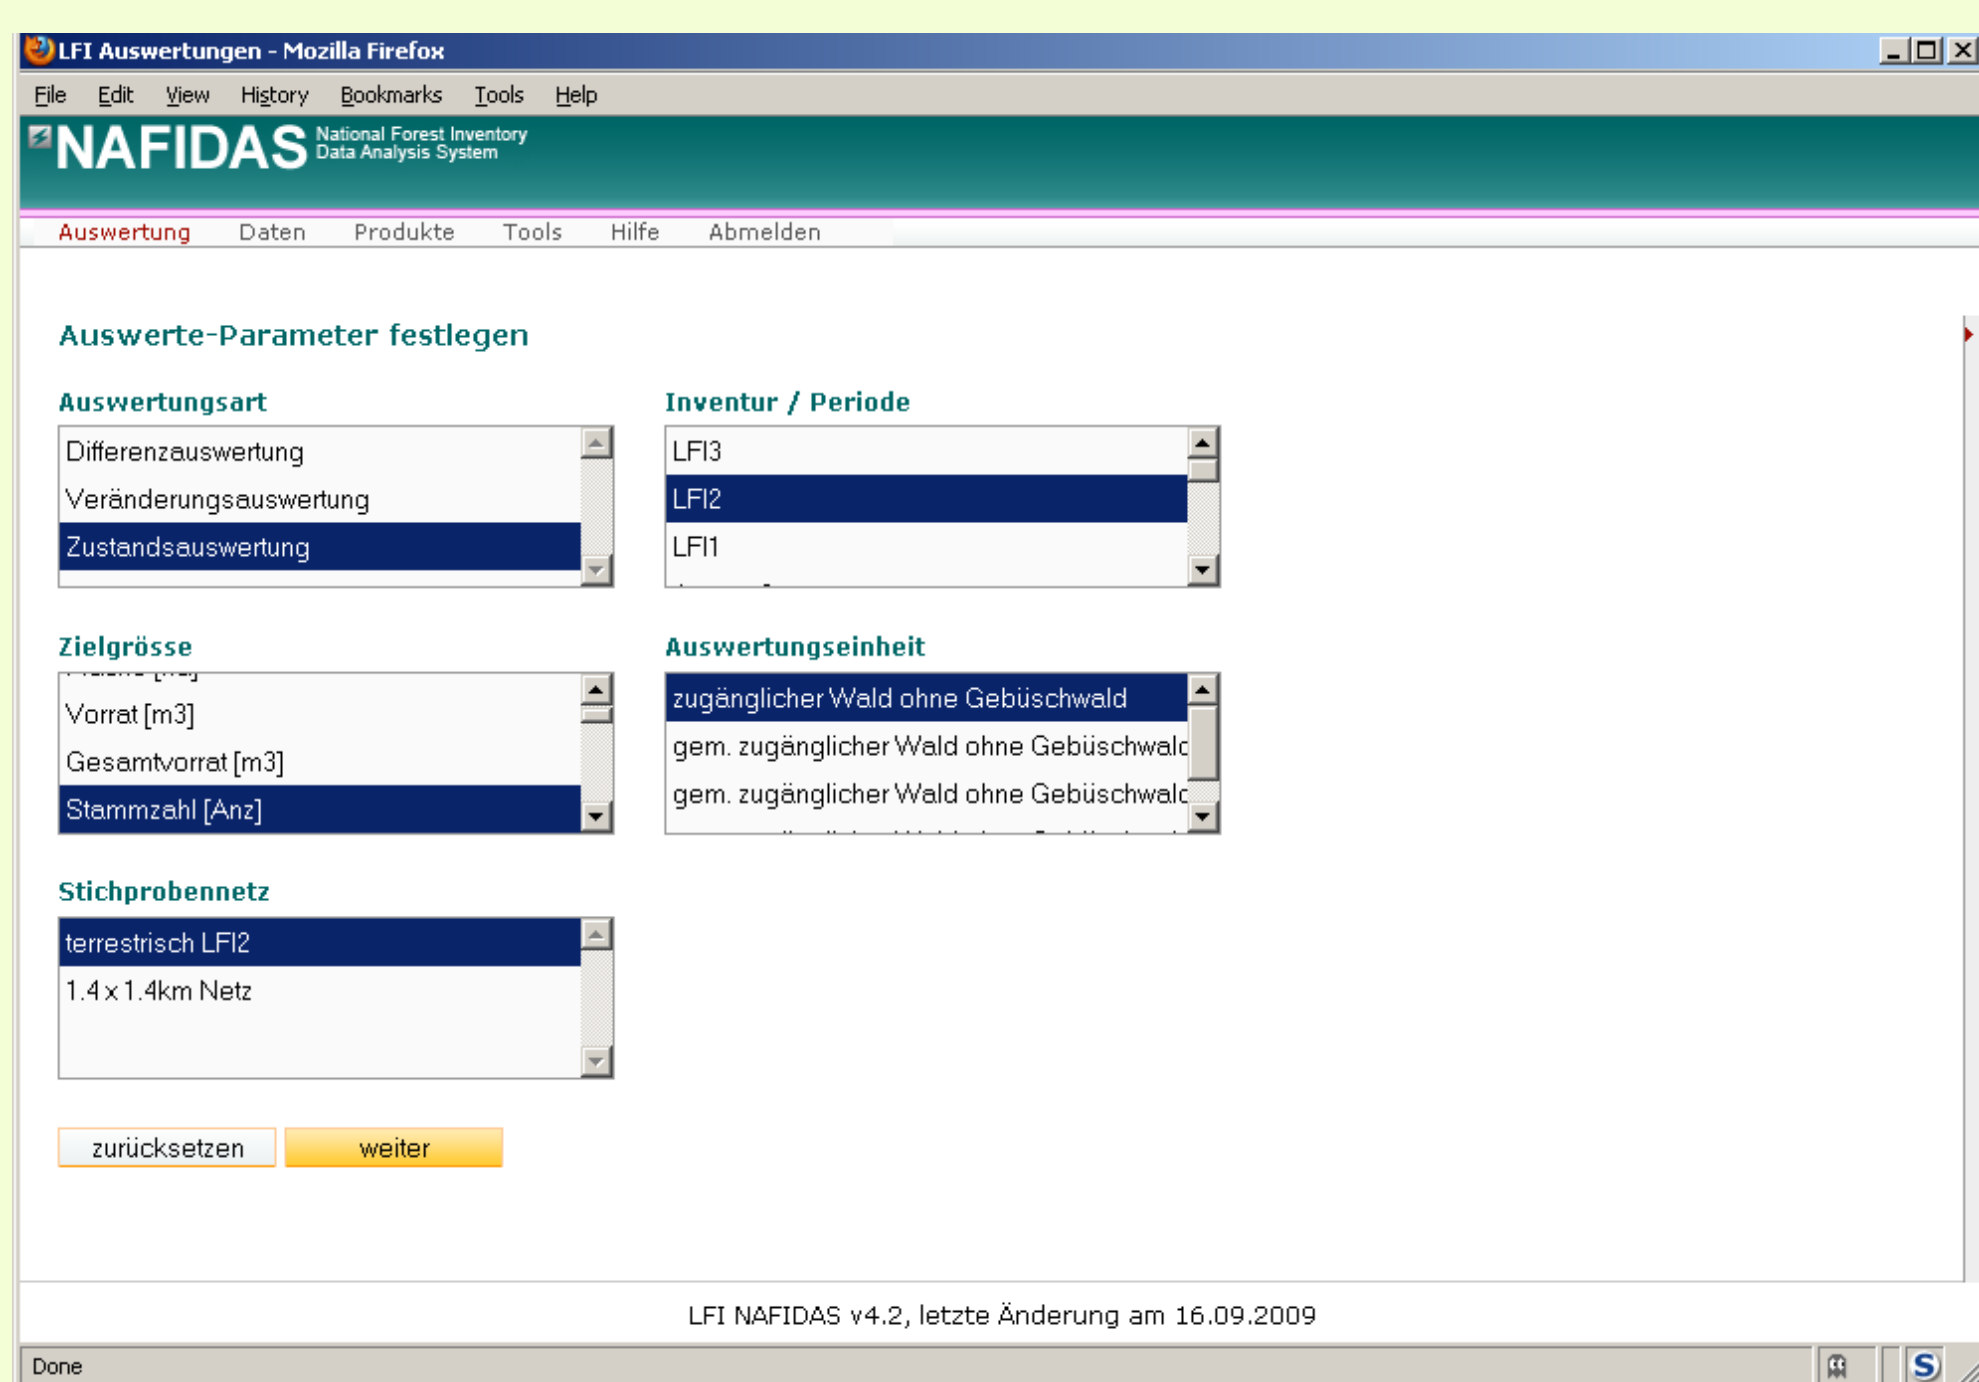 LFI Auswertungen - Mozilla Firefox
File Edit View History Bookmarks Tools Help
NAFIDAS National Forest Inventory
Data Analysis System
Auswertung Daten Produkte Tools Hilfe Abmelden
Auswerte-Parameter festlegen
Auswertungsart
Differenzauswertung
Veränderungsauswertung
Zustandsauswertung
Inventur / Periode
LFI3
LFI2
LFI1
Zielgrösse
Vorrat [m3]
Gesamtvorrat [m3]
Stammzahl [Anz]
Auswertungseinheit
zugänglicher Wald ohne Gebüschwald
gem. zugänglicher Wald ohne Gebüschwald
gem. zugänglicher Wald ohne Gebüschwald
Stichprobennetz
terrestrisch LFI2
1.4 x 1.4km Netz
zurücksetzen weiter
LFI NAFIDAS v4.2, letzte Änderung am 16.09.2009
Done
S